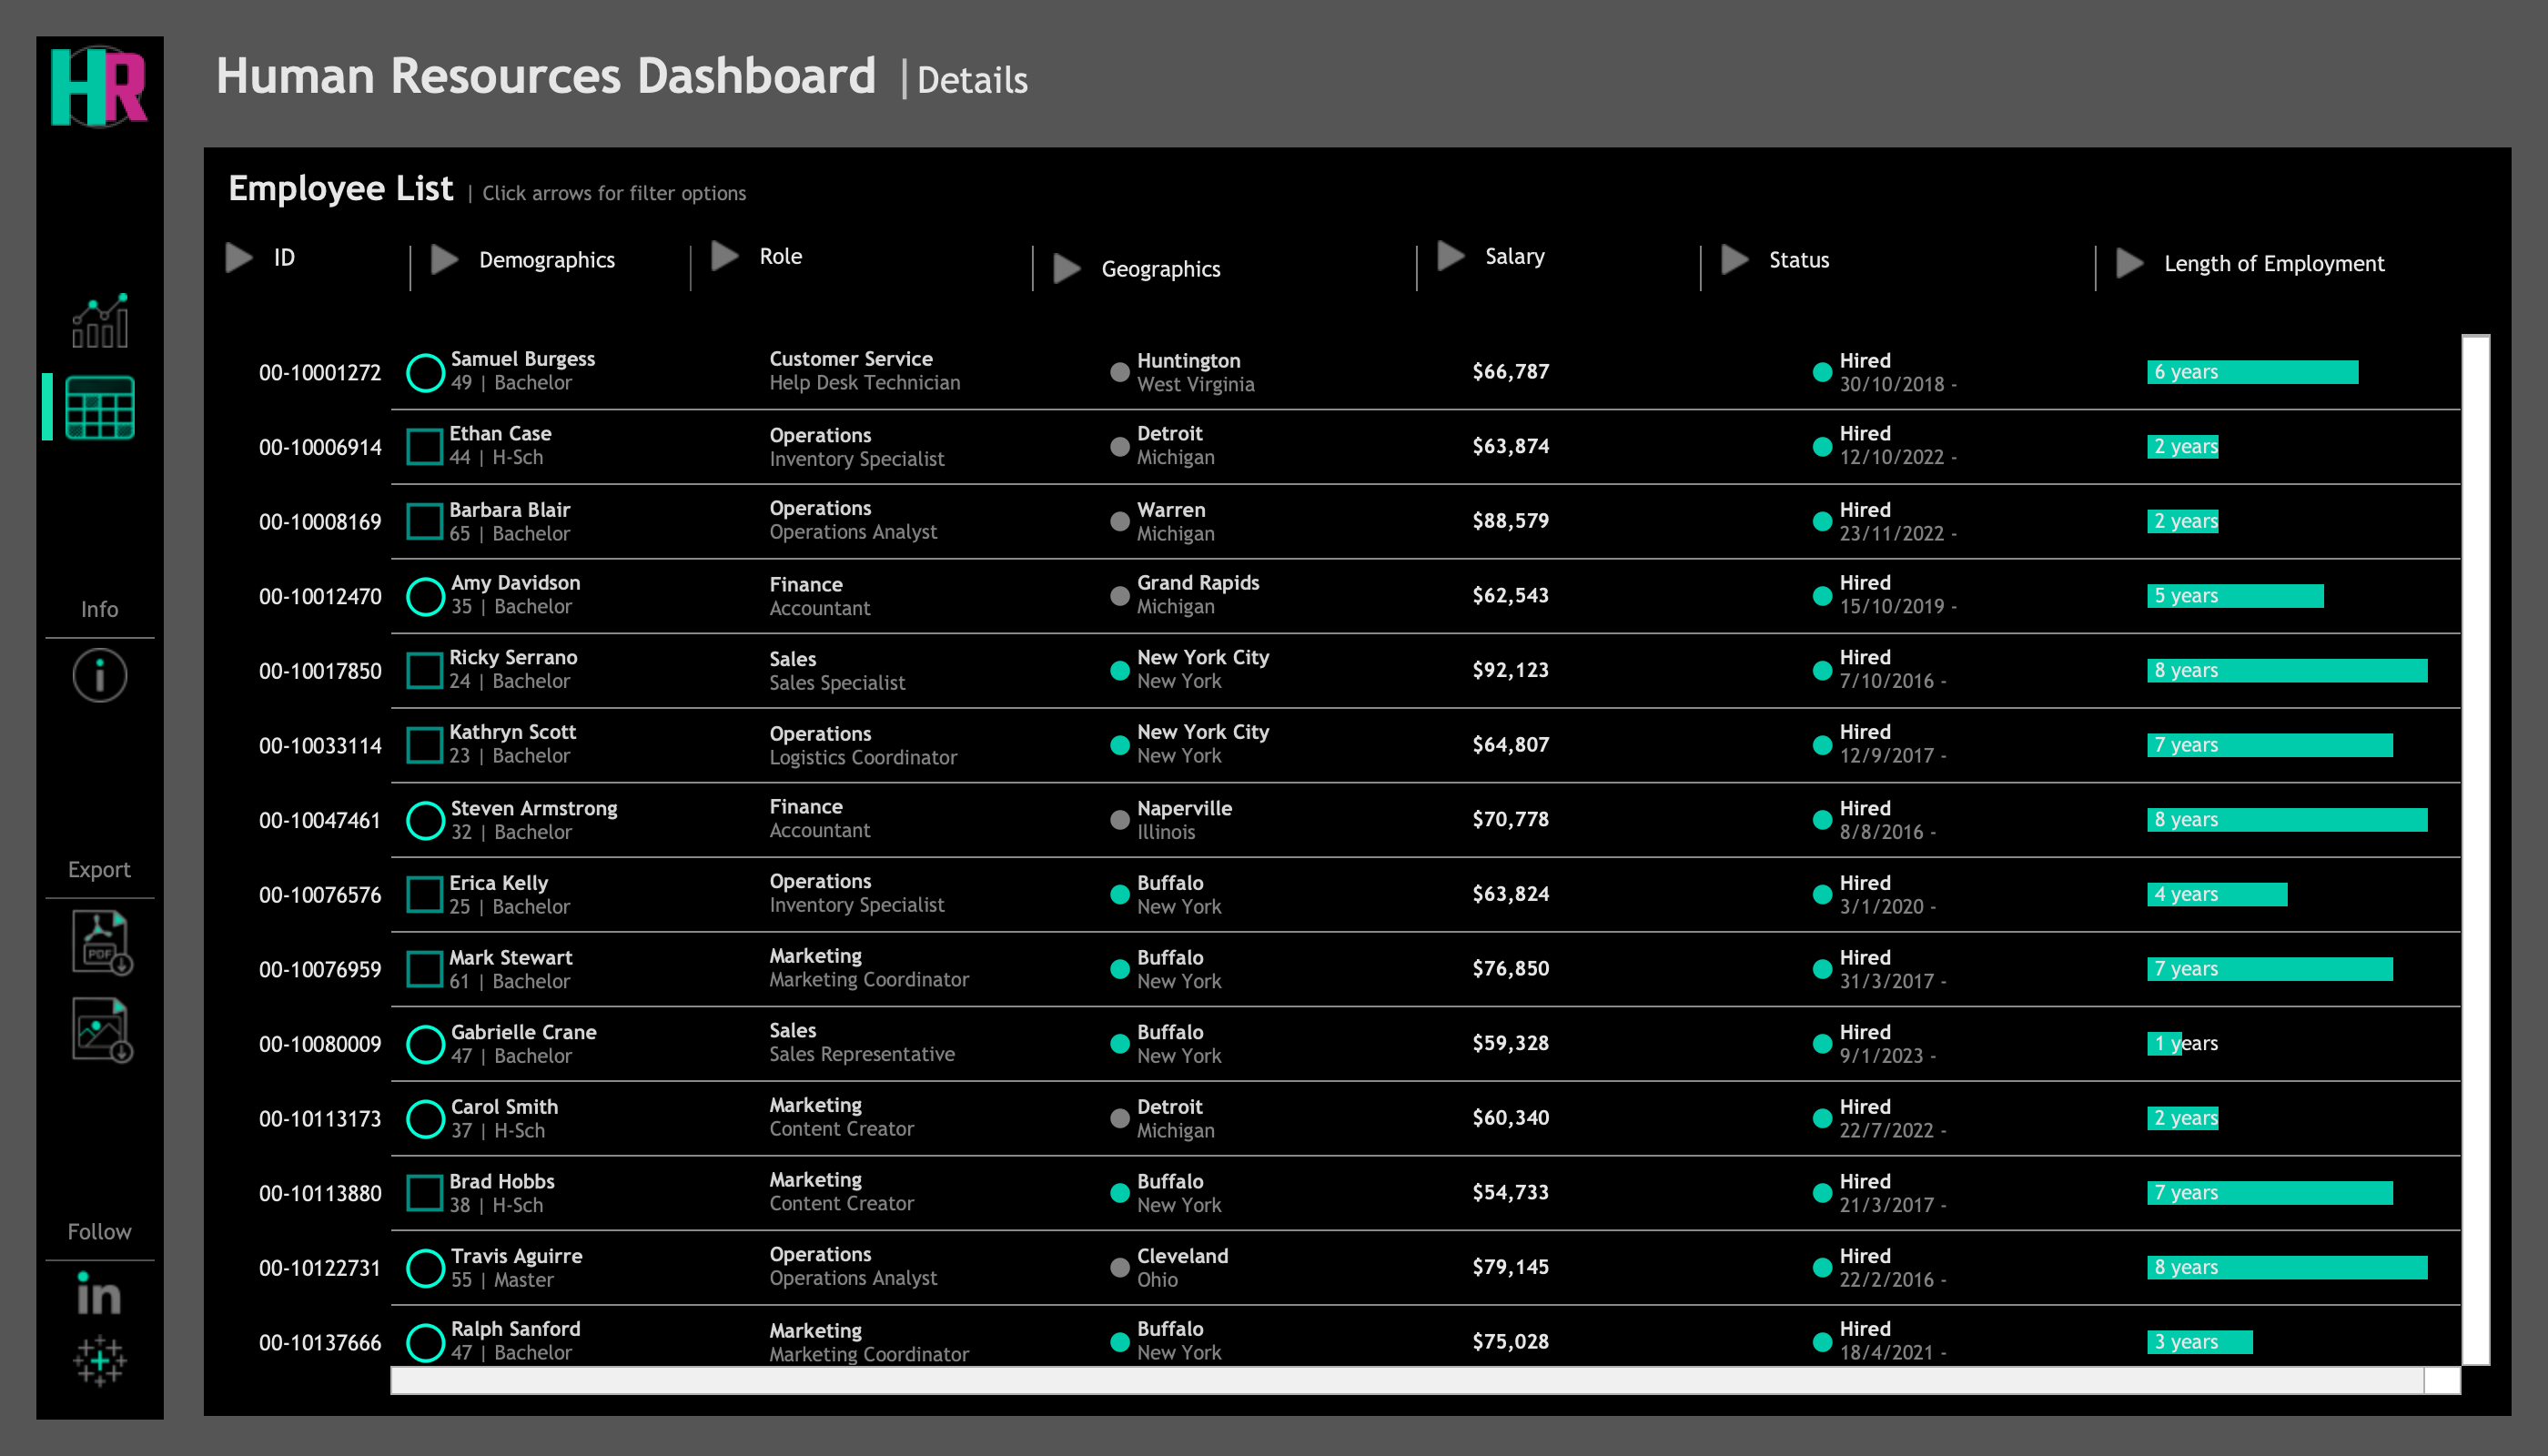 HR
Human Resources Dashboard | Details
Employee List | Click arrows for filter options
ID Demographics Role Geographics Salary Status Length of Employment
00-10001272 Samuel Burgess Customer Service Huntington $66,787 Hired 6 years
49 | Bachelor Help Desk Technician West Virginia 30/10/2018 -
00-10006914 Ethan Case Operations Detroit $63,874 Hired 2 years
44 | H-Sch Inventory Specialist Michigan 12/10/2022 -
00-10008169 Barbara Blair Operations Warren $88,579 Hired 2 years
65 | Bachelor Operations Analyst Michigan 23/11/2022 -
00-10012470 Amy Davidson Finance Grand Rapids $62,543 Hired 5 years
35 | Bachelor Accountant Michigan 15/10/2019 -
00-10017850 Ricky Serrano Sales New York City $92,123 Hired 8 years
24 | Bachelor Sales Specialist New York 7/10/2016 -
00-10033114 Kathryn Scott Operations New York City $64,807 Hired 7 years
23 | Bachelor Logistics Coordinator New York 12/9/2017 -
00-10047461 Steven Armstrong Finance Naperville $70,778 Hired 8 years
32 | Bachelor Accountant Illinois 8/8/2016 -
00-10076576 Erica Kelly Operations Buffalo $63,824 Hired 4 years
25 | Bachelor Inventory Specialist New York 3/1/2020 -
00-10076959 Mark Stewart Marketing Buffalo $76,850 Hired 7 years
61 | Bachelor Marketing Coordinator New York 31/3/2017 -
00-10080009 Gabrielle Crane Sales Buffalo $59,328 Hired 1 years
47 | Bachelor Sales Representative New York 9/1/2023 -
00-10113173 Carol Smith Marketing Detroit $60,340 Hired 2 years
37 | H-Sch Content Creator Michigan 22/7/2022 -
00-10113880 Brad Hobbs Marketing Buffalo $54,733 Hired 7 years
38 | H-Sch Content Creator New York 21/3/2017 -
00-10122731 Travis Aguirre Operations Cleveland $79,145 Hired 8 years
55 | Master Operations Analyst Ohio 22/2/2016 -
00-10137666 Ralph Sanford Marketing Buffalo $75,028 Hired 3 years
47 | Bachelor Marketing Coordinator New York 18/4/2021 -
Info
i
Export
PDF
Follow
in